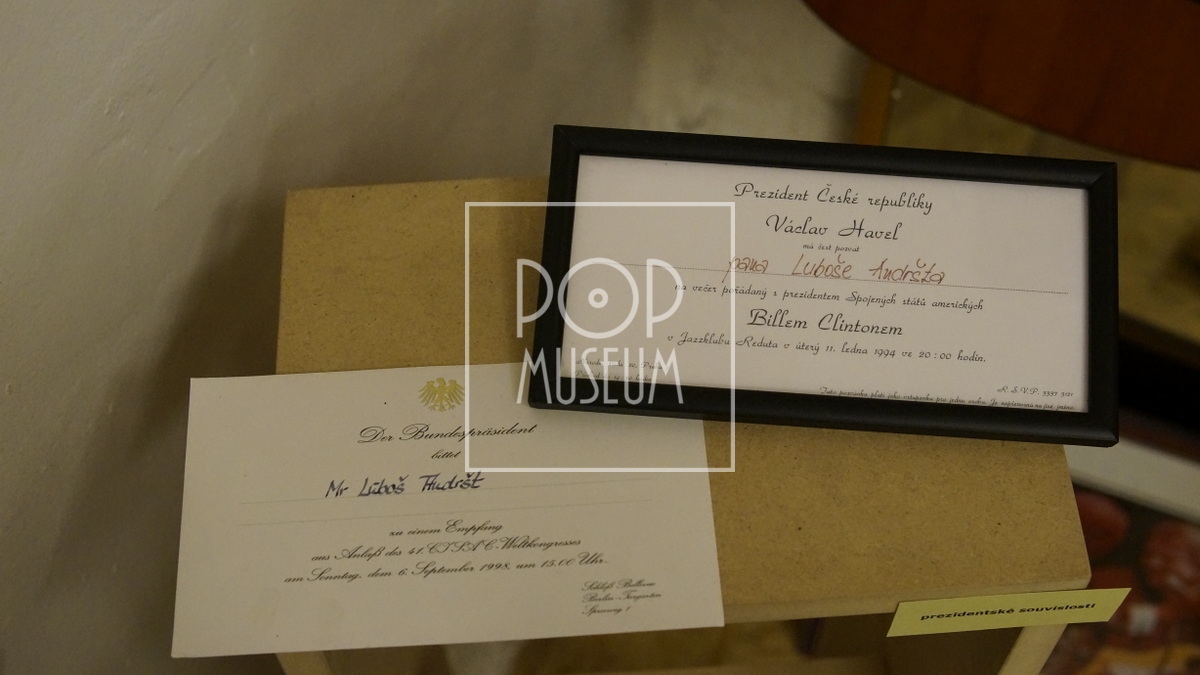 Prezident České republiky
Václav Havel
má čest pozvat
pana Luboše Andršta
na večer pořádaný s prezidentem Spojených států amerických
Billem Clintonem
v Jazzklubu Reduta v úterý 11. ledna 1994 ve 20:00 hodin.
R. S. V. P.
POP
MUSEUM
Der Bundespräsident
bittet
Mr Luboš Andršt
zu einem Empfang
aus Anlaß des 41. CISAC-Weltkongresses
am Sonntag, dem 6. September 1998, um 15.00 Uhr.
Schloß Bellevue
Berlin-Tiergarten
Spreeweg 1
prezidentské souvislosti